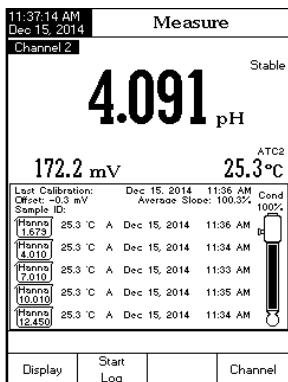 11:37:14 AM
Dec 15, 2014
Measure
Channel 2
Stable
4.091 pH
ATC2
172.2 mV
25.3°C
Last Calibration: Dec 15, 2014 11:36 AM
Offset: -0.3 mV Average Slope: 100.3%
Cond
100%
Sample ID:
Hanna
1.679
25.3 °C A Dec 15, 2014 11:36 AM
Hanna
4.010
25.3 °C A Dec 15, 2014 11:34 AM
Hanna
7.010
25.3 °C A Dec 15, 2014 11:33 AM
Hanna
10.010
25.3 °C A Dec 15, 2014 11:35 AM
Hanna
12.450
25.3 °C A Dec 15, 2014 11:34 AM
Display
Start
Log
Channel